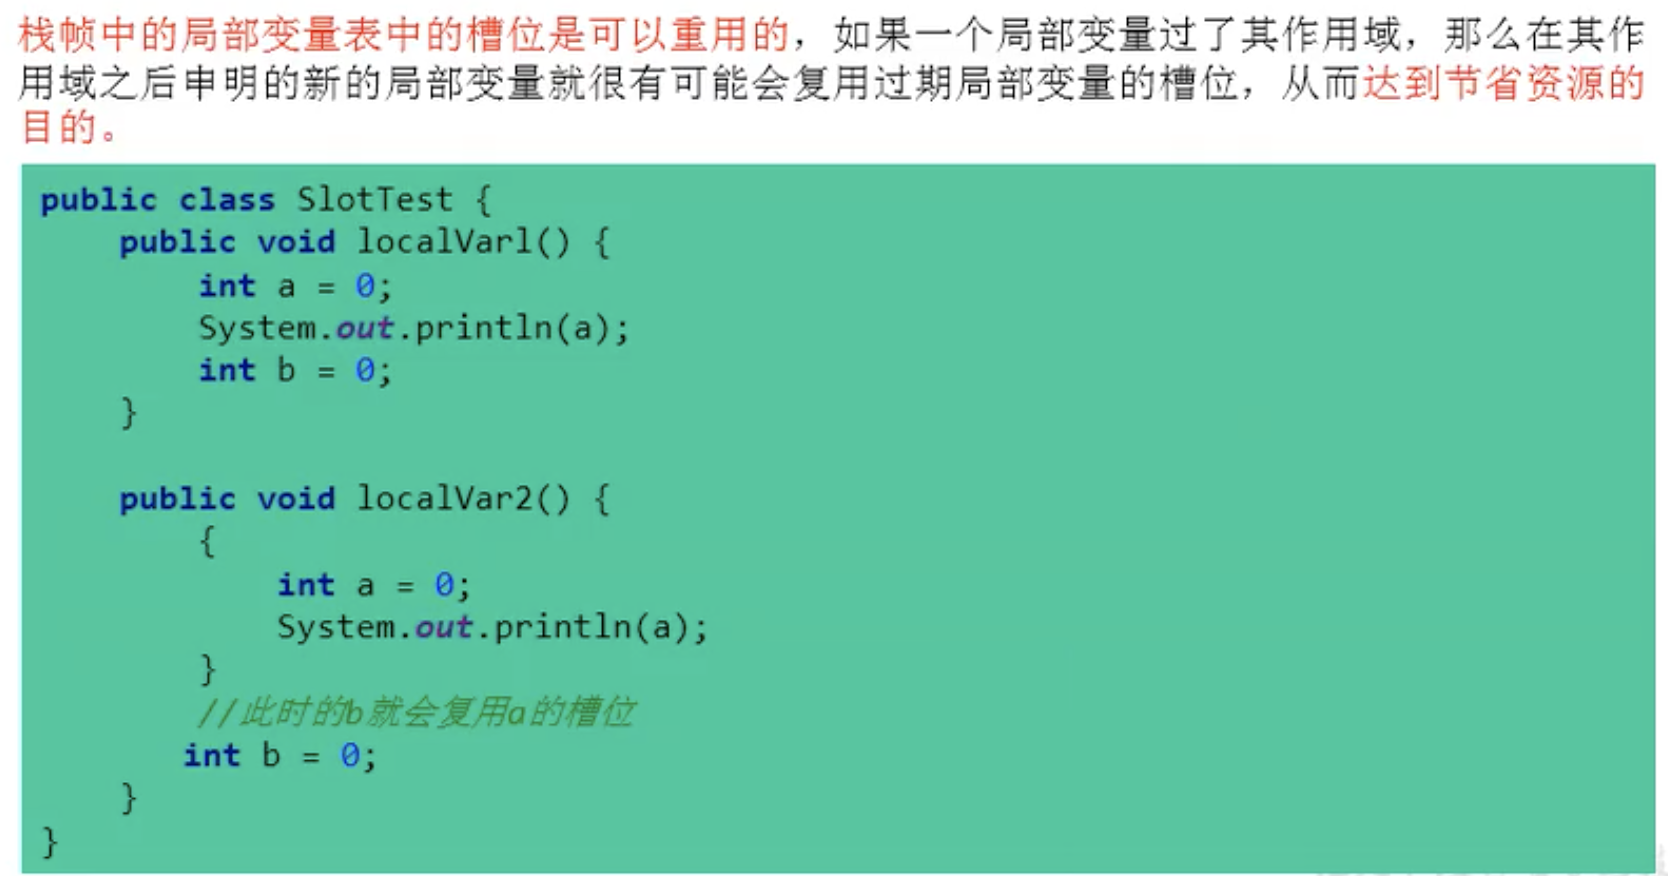 栈帧中的局部变量表中的槽位是可以重用的，如果一个局部变量过了其作用域，那么在其作
用域之后申明的新的局部变量就很有可能会复用过期局部变量的槽位，从而达到节省资源的
目的。
public class SlotTest {
public void localVarl() {
int a = 0;
System.out.println(a);
int b = 0;
}
public void localVar2() {
{
int a = 0;
System.out.println(a);
}
//此时的b就会复用a的槽位
int b = 0;
}
}